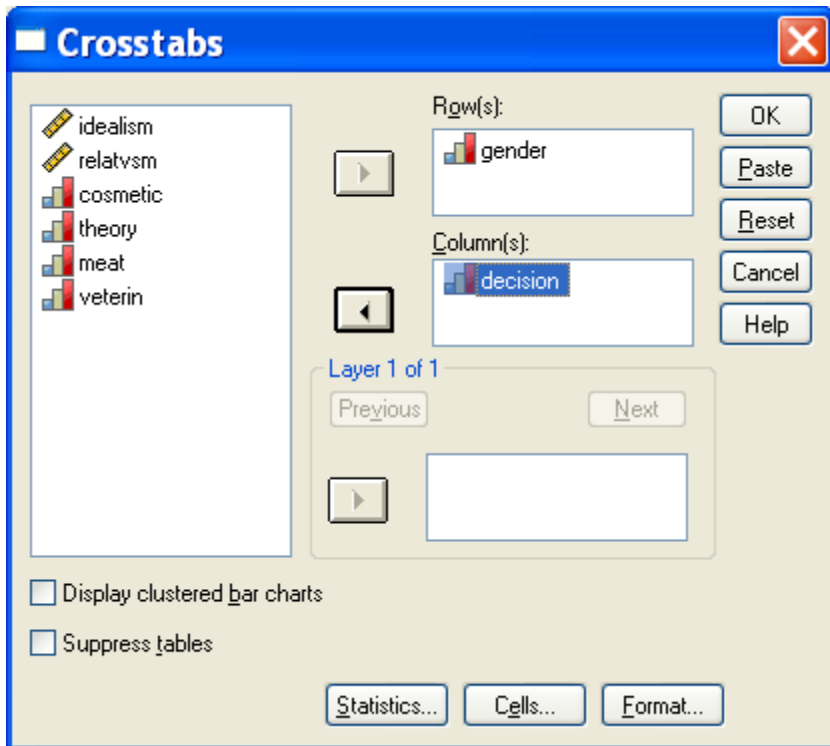 Crosstabs
idealism
relatvsm
cosmetic
theory
meat
veterin
Row(s):
gender
Column(s):
decision
Layer 1 of 1
Previous
Next
OK
Paste
Reset
Cancel
Help
Display clustered bar charts
Suppress tables
Statistics...
Cells...
Format...